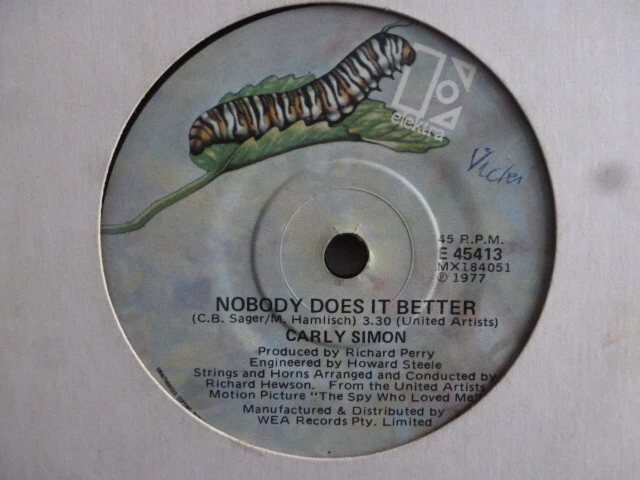 elektra
Vicki
45 R.P.M.
E 45413
MX184051
℗ 1977
NOBODY DOES IT BETTER
(C.B. Sager/M. Hamlisch) 3.30 (United Artists)
CARLY SIMON
Produced by Richard Perry
Engineered by Howard Steele
Strings and Horns Arranged and Conducted by
Richard Hewson. From the United Artists
Motion Picture "The Spy Who Loved Me"
Manufactured & Distributed by
WEA Records Pty. Limited